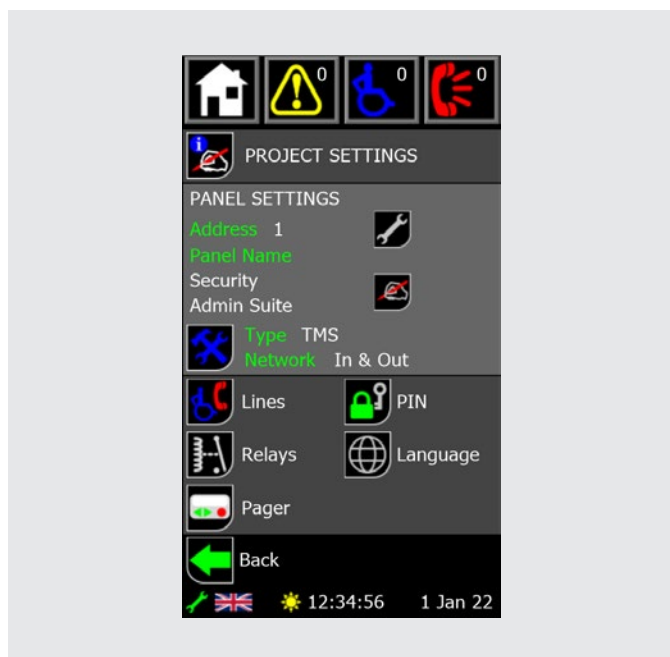 0 0 0
PROJECT SETTINGS
PANEL SETTINGS
Address 1
Panel Name
Security
Admin Suite
Type TMS
Network In & Out
Lines PIN
Relays Language
Pager
Back
12:34:56 1 Jan 22